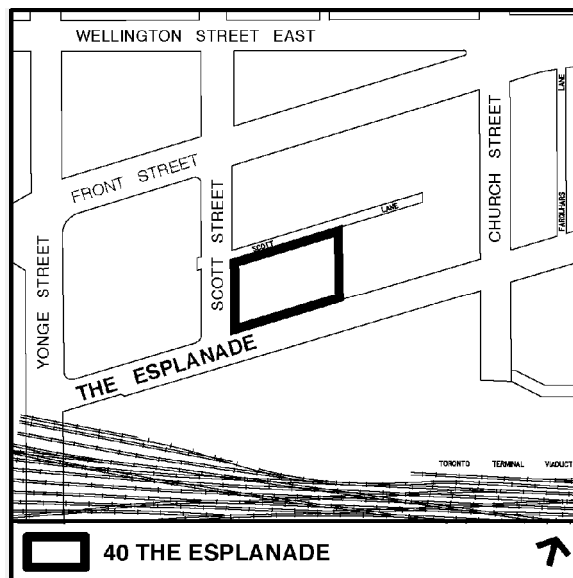 WELLINGTON STREET EAST
FRONT STREET
YONGE STREET
SCOTT STREET
CHURCH STREET
LANE
FARQUHARS
SCOTT LANE
THE ESPLANADE
TORONTO TERMINAL VIADUCT
40 THE ESPLANADE